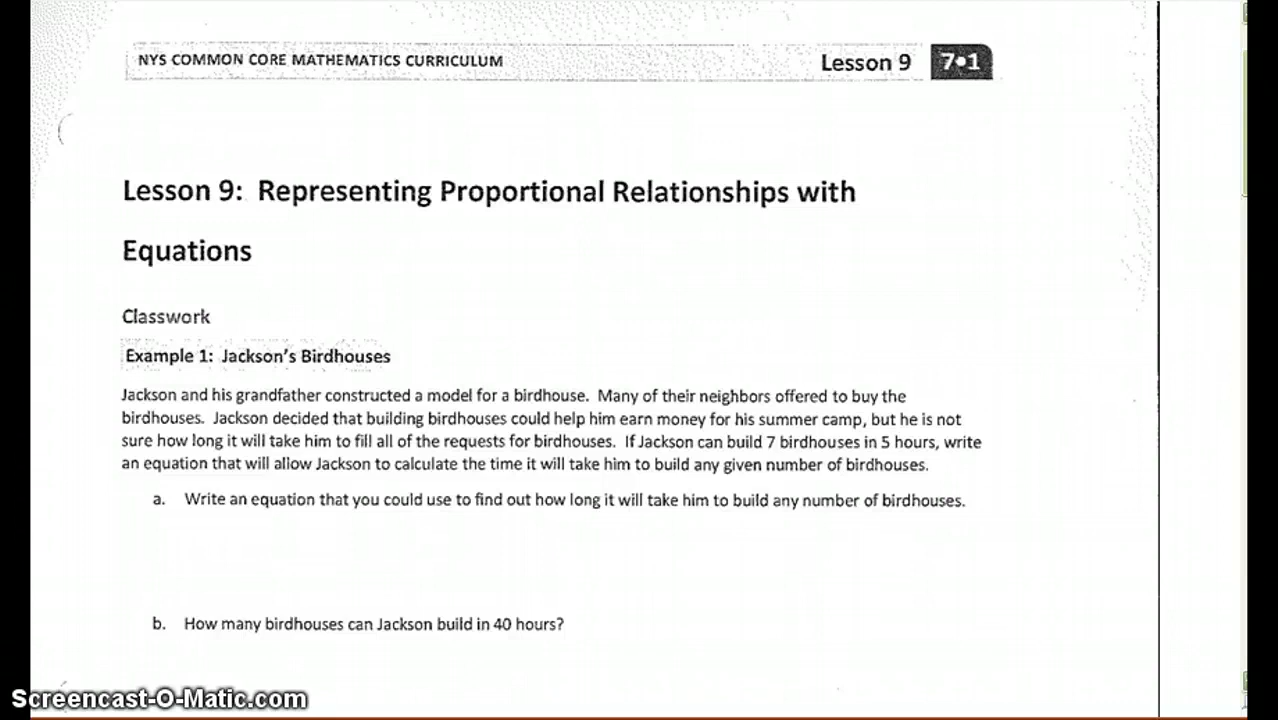 NYS COMMON CORE MATHEMATICS CURRICULUM Lesson 9 7•1
Lesson 9: Representing Proportional Relationships with
Equations
Classwork
Example 1: Jackson's Birdhouses
Jackson and his grandfather constructed a model for a birdhouse. Many of their neighbors offered to buy the
birdhouses. Jackson decided that building birdhouses could help him earn money for his summer camp, but he is not
sure how long it will take him to fill all of the requests for birdhouses. If Jackson can build 7 birdhouses in 5 hours, write
an equation that will allow Jackson to calculate the time it will take him to build any given number of birdhouses.
a. Write an equation that you could use to find out how long it will take him to build any number of birdhouses.
b. How many birdhouses can Jackson build in 40 hours?
Screencast-O-Matic.com